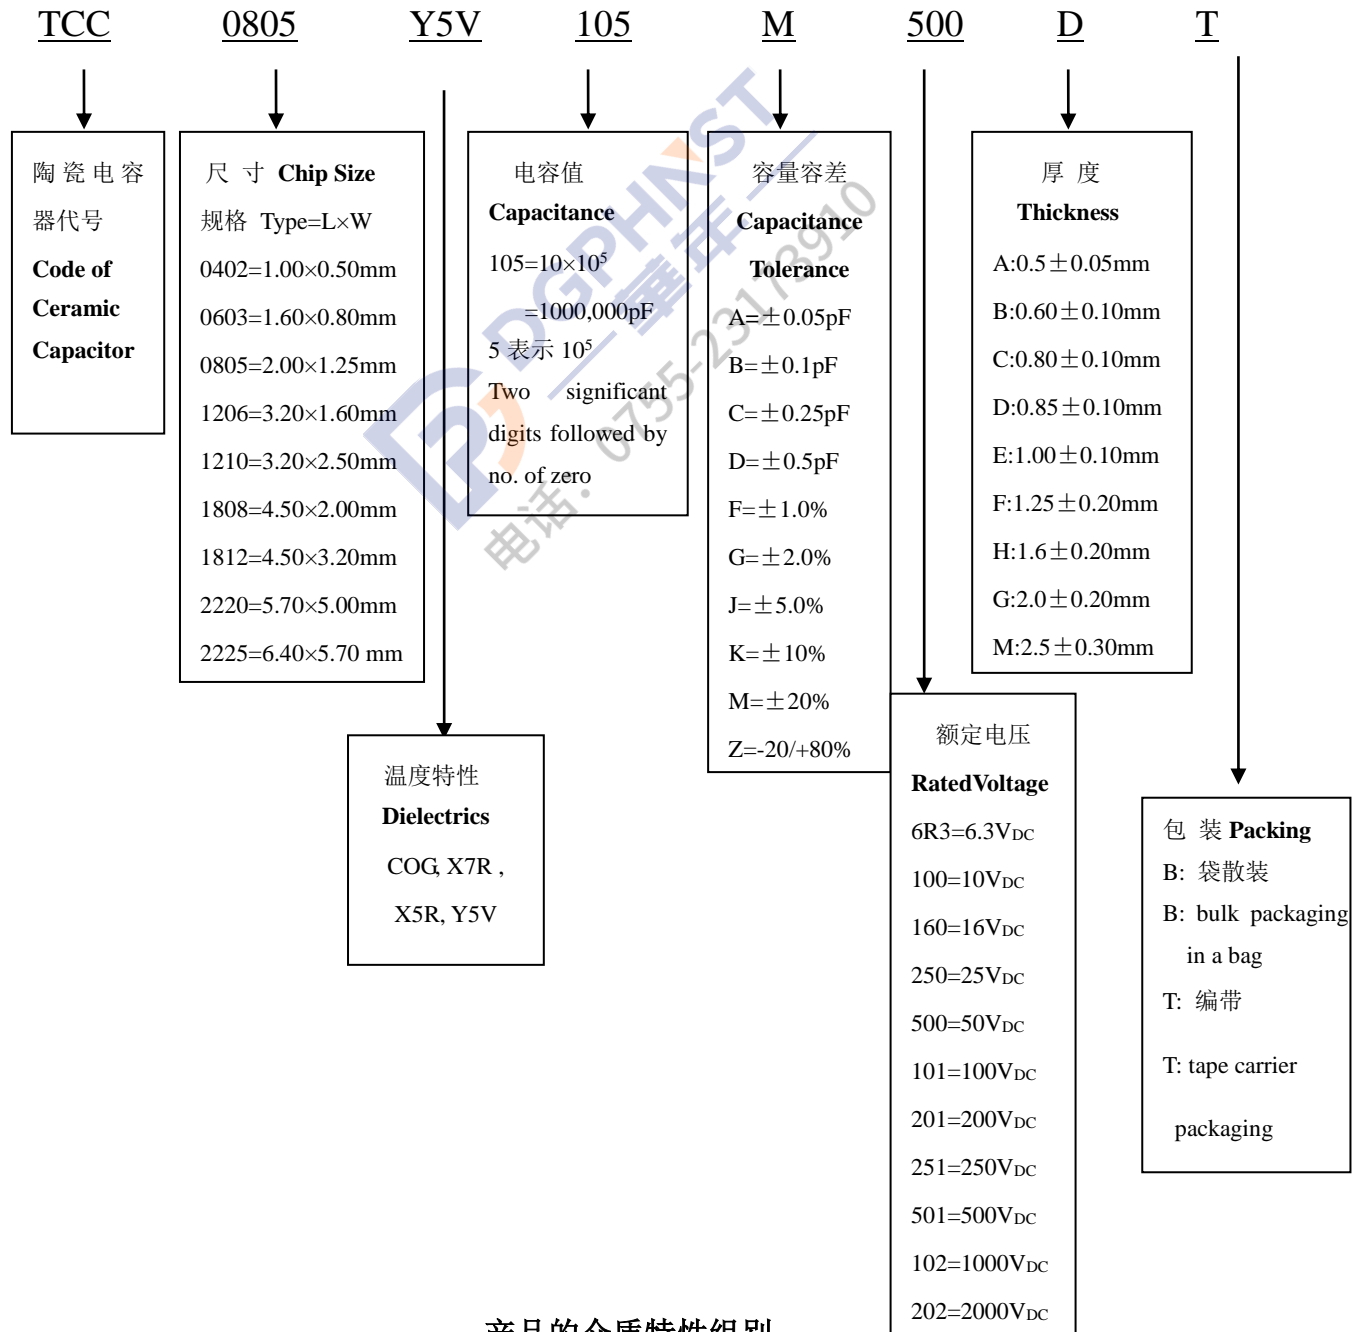 TCC 0805 Y5V 105 M 500 D T
陶瓷电容
器代号
Code of
Ceramic
Capacitor
尺 寸 Chip Size
规格 Type=L×W
0402=1.00×0.50mm
0603=1.60×0.80mm
0805=2.00×1.25mm
1206=3.20×1.60mm
1210=3.20×2.50mm
1808=4.50×2.00mm
1812=4.50×3.20mm
2220=5.70×5.00mm
2225=6.40×5.70 mm
温度特性
Dielectrics
COG, X7R ,
X5R, Y5V
电容值
Capacitance
105=10×10⁵
=1000,000pF
5 表示 10⁵
Two significant
digits followed by
no. of zero
容量容差
Capacitance
Tolerance
A=±0.05pF
B=±0.1pF
C=±0.25pF
D=±0.5pF
F=±1.0%
G=±2.0%
J=±5.0%
K=±10%
M=±20%
Z=-20/+80%
额定电压
RatedVoltage
6R3=6.3VDC
100=10VDC
160=16VDC
250=25VDC
500=50VDC
101=100VDC
201=200VDC
251=250VDC
501=500VDC
102=1000VDC
202=2000VDC
厚 度
Thickness
A:0.5±0.05mm
B:0.60±0.10mm
C:0.80±0.10mm
D:0.85±0.10mm
E:1.00±0.10mm
F:1.25±0.20mm
H:1.6±0.20mm
G:2.0±0.20mm
M:2.5±0.30mm
包 装 Packing
B: 袋散装
B: bulk packaging
in a bag
T: 编带
T: tape carrier
packaging
DGPHNST
華年
电话：0755-23173910
产品的介质特性组别